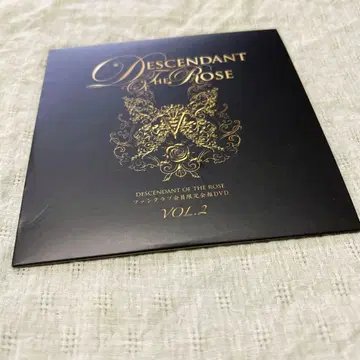 DESCENDANT
OF THE ROSE
V
DESCENDANT OF THE ROSE
ファンクラブ会員限定会報DVD
VOL.2